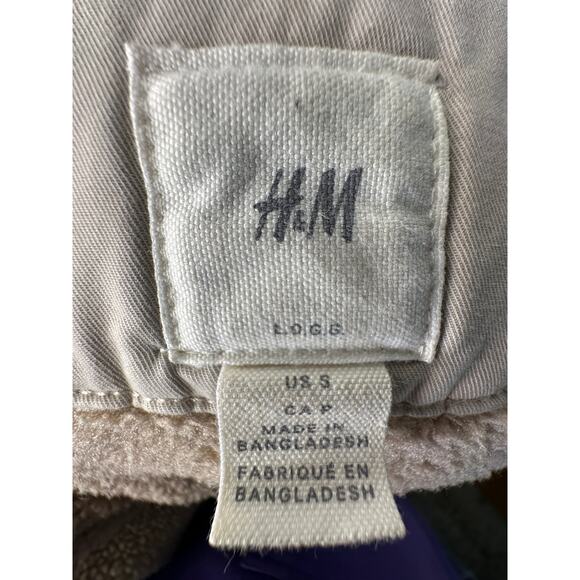 H&M
L.O.G.G.
US S
CA P
MADE IN
BANGLADESH
FABRIQUÉ EN
BANGLADESH